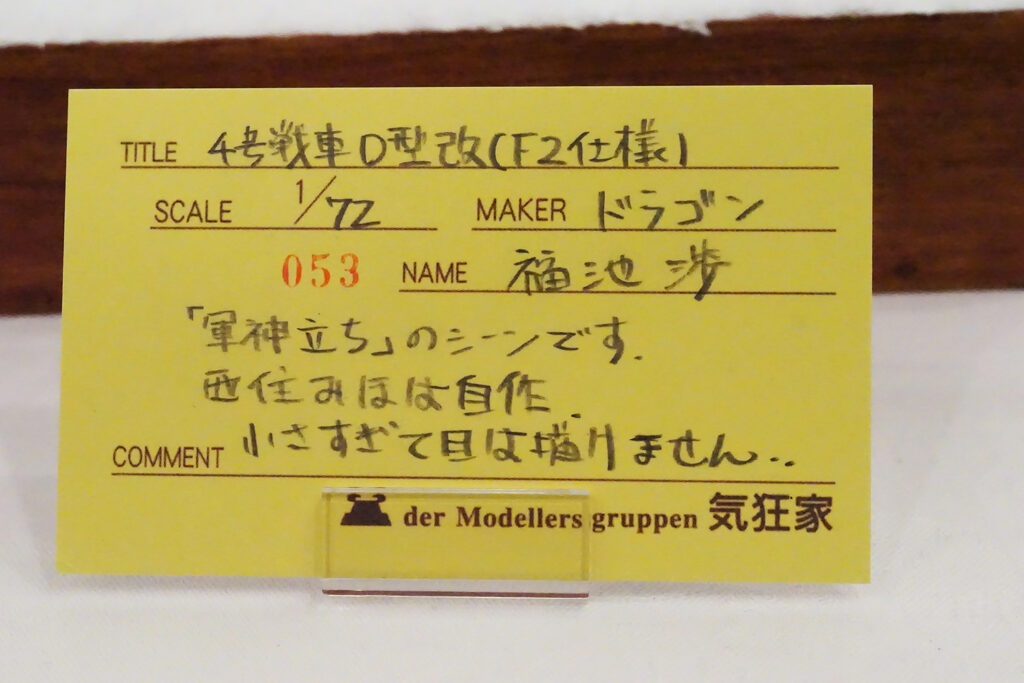 TITLE 4号戦車D型改(F2仕様)
SCALE 1/72 MAKER ドラゴン
053 NAME 福池 渉
「軍神立ち」のシーンです.
西住みほは自作.
COMMENT 小さすぎて目は描けません..
der Modellers gruppen 気狂家